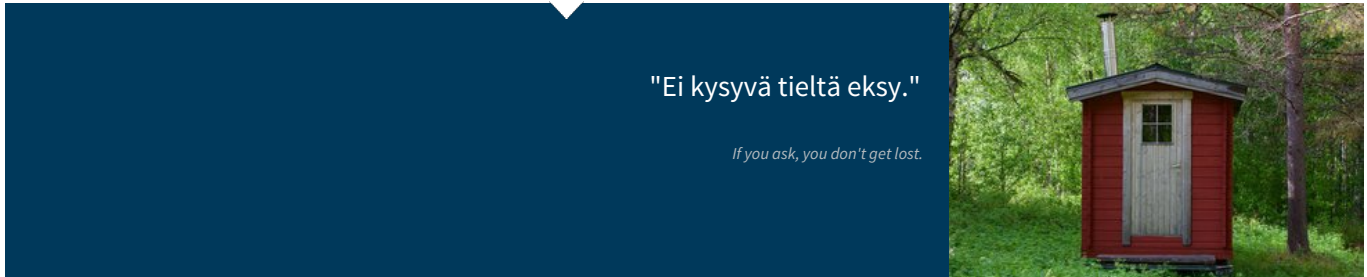 "Ei kysyvä tieltä eksy."
If you ask, you don't get lost.